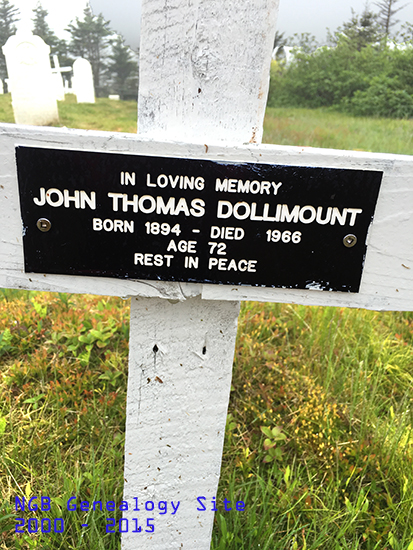 IN LOVING MEMORY
JOHN THOMAS DOLLIMOUNT
BORN 1894 - DIED 1966
AGE 72
REST IN PEACE
NGB Genealogy Site
2000 - 2015